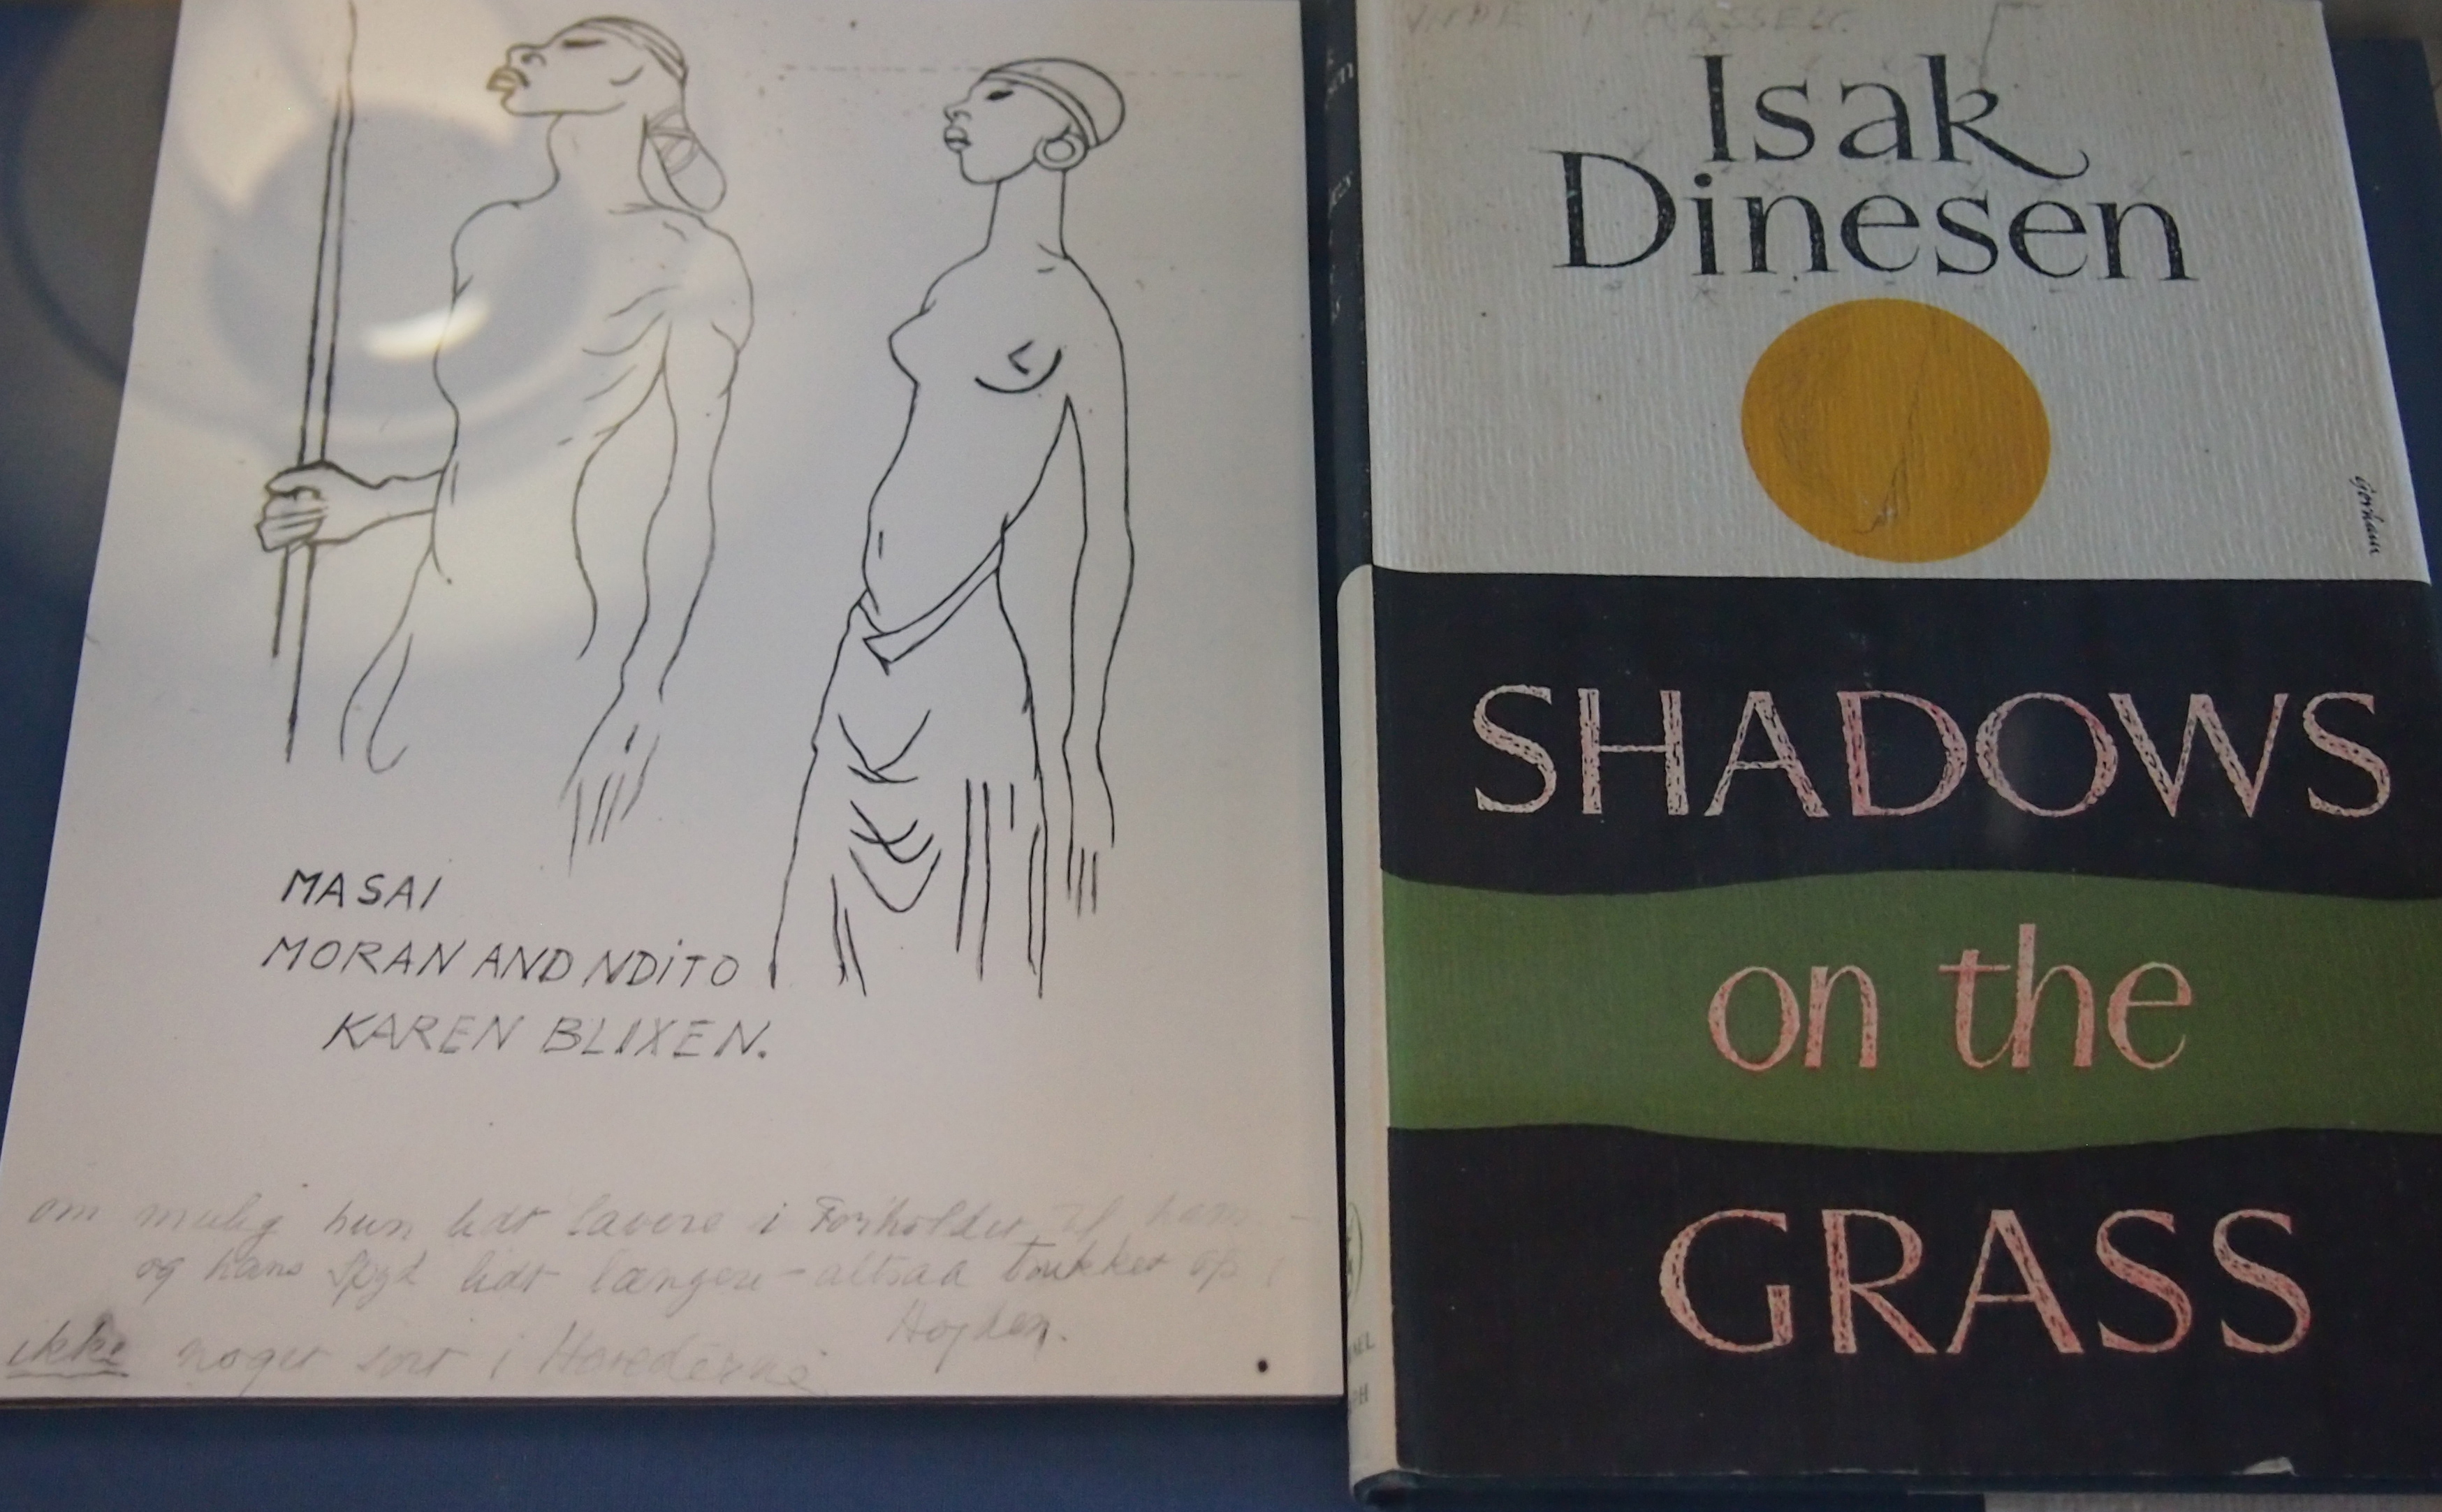 MASAI
MORAN AND NDITO
KAREN BLIXEN.
om mulig hun lidt lavere i Forholdet til ham -
og hans Spyd lidt længere - altsaa trukket op i
Højden.
ikke noget sort i Hovederne
Isak
Dinesen
Gorham
SHADOWS
on the
GRASS